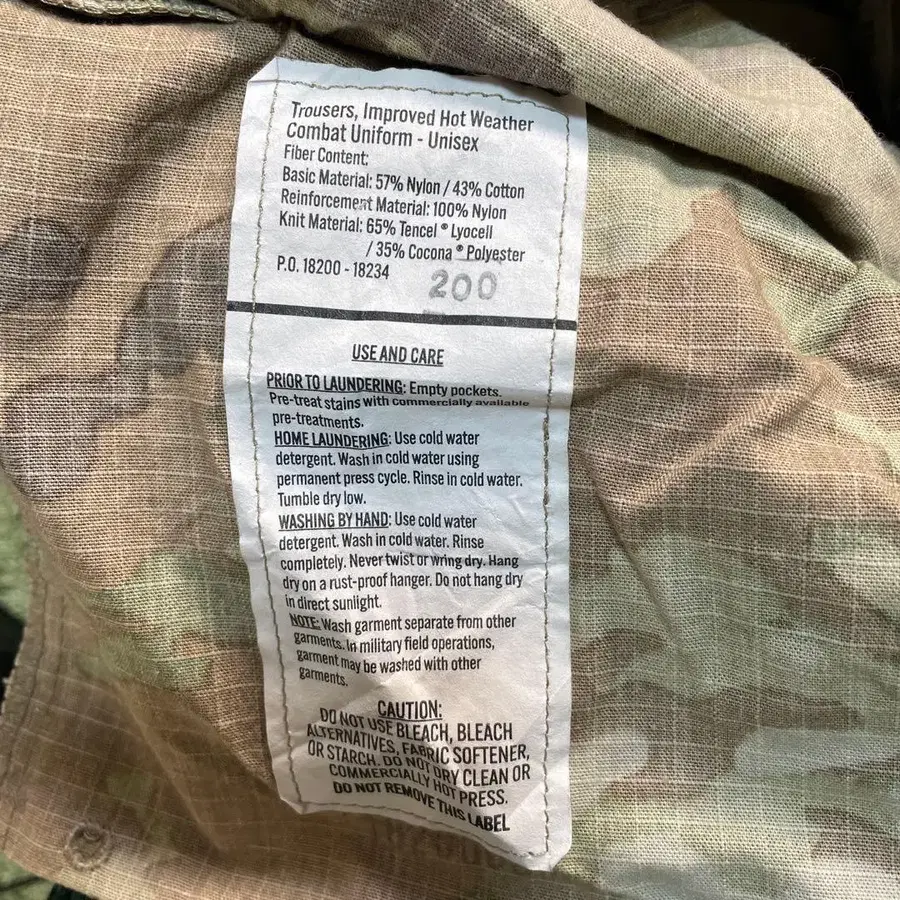 Trousers, Improved Hot Weather
Combat Uniform - Unisex
Fiber Content:
Basic Material: 57% Nylon / 43% Cotton
Reinforcement Material: 100% Nylon
Knit Material: 65% Tencel ® Lyocell
/ 35% Cocona ® Polyester
P.O. 18200 - 18234
200
USE AND CARE
PRIOR TO LAUNDERING: Empty pockets.
Pre-treat stains with commercially available
pre-treatments.
HOME LAUNDERING: Use cold water
detergent. Wash in cold water using
permanent press cycle. Rinse in cold water.
Tumble dry low.
WASHING BY HAND: Use cold water
detergent. Wash in cold water. Rinse
completely. Never twist or wring dry. Hang
dry on a rust-proof hanger. Do not hang dry
in direct sunlight.
NOTE: Wash garment separate from other
garments. In military field operations,
garment may be washed with other
garments.
CAUTION:
DO NOT USE BLEACH, BLEACH
ALTERNATIVES, FABRIC SOFTENER,
OR STARCH. DO NOT DRY CLEAN OR
COMMERCIALLY HOT PRESS.
DO NOT REMOVE THIS LABEL